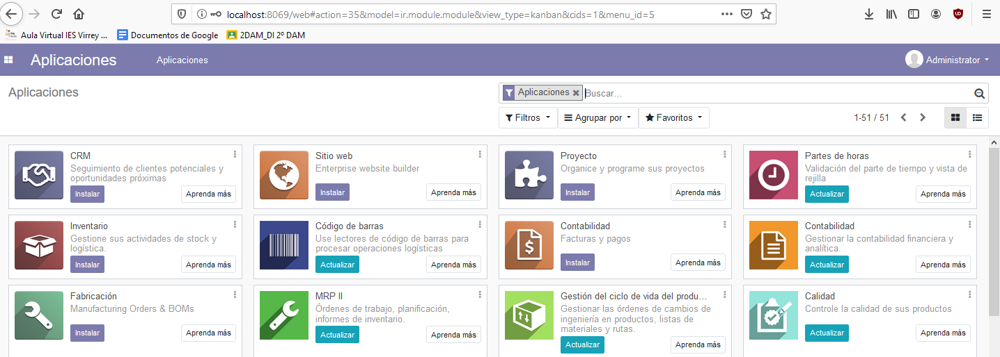 localhost:8069/web#action=35&model=ir.module.module&view_type=kanban&cids=1&menu_id=5
Aula Virtual IES Virrey ... Documentos de Google 2DAM_DI 2º DAM
Aplicaciones Aplicaciones Administrator
Aplicaciones
Aplicaciones Buscar...
Filtros Agrupar por Favoritos 1-51 / 51
CRM
Seguimiento de clientes potenciales y
oportunidades próximas
Instalar Aprenda más
Sitio web
Enterprise website builder
Instalar Aprenda más
Proyecto
Organice y programe sus proyectos
Instalar Aprenda más
Partes de horas
Validación del parte de tiempo y vista de
rejilla
Actualizar Aprenda más
Inventario
Gestione sus actividades de stock y
logística.
Instalar Aprenda más
Código de barras
Use lectores de código de barras para
procesar operaciones logísticas
Actualizar Aprenda más
Contabilidad
Facturas y pagos
Instalar Aprenda más
Contabilidad
Gestionar la contabilidad financiera y
analítica.
Actualizar Aprenda más
Fabricación
Manufacturing Orders & BOMs
Instalar Aprenda más
MRP II
Órdenes de trabajo, planificación,
informes de inventario.
Actualizar Aprenda más
Gestión del ciclo de vida del produ...
Gestionar las órdenes de cambios de
ingeniería en productos, listas de
materiales y rutas.
Actualizar Aprenda más
Calidad
Controle la calidad de sus productos
Actualizar Aprenda más